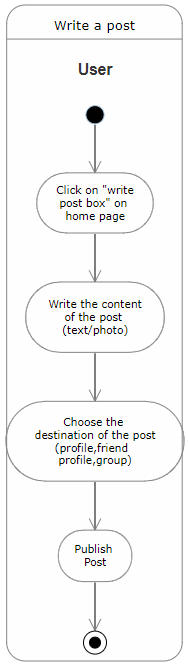 Write a post
User
Click on "write
post box" on
home page
Write the content
of the post
(text/photo)
Choose the
destination of the post
(profile,friend
profile,group)
Publish
Post